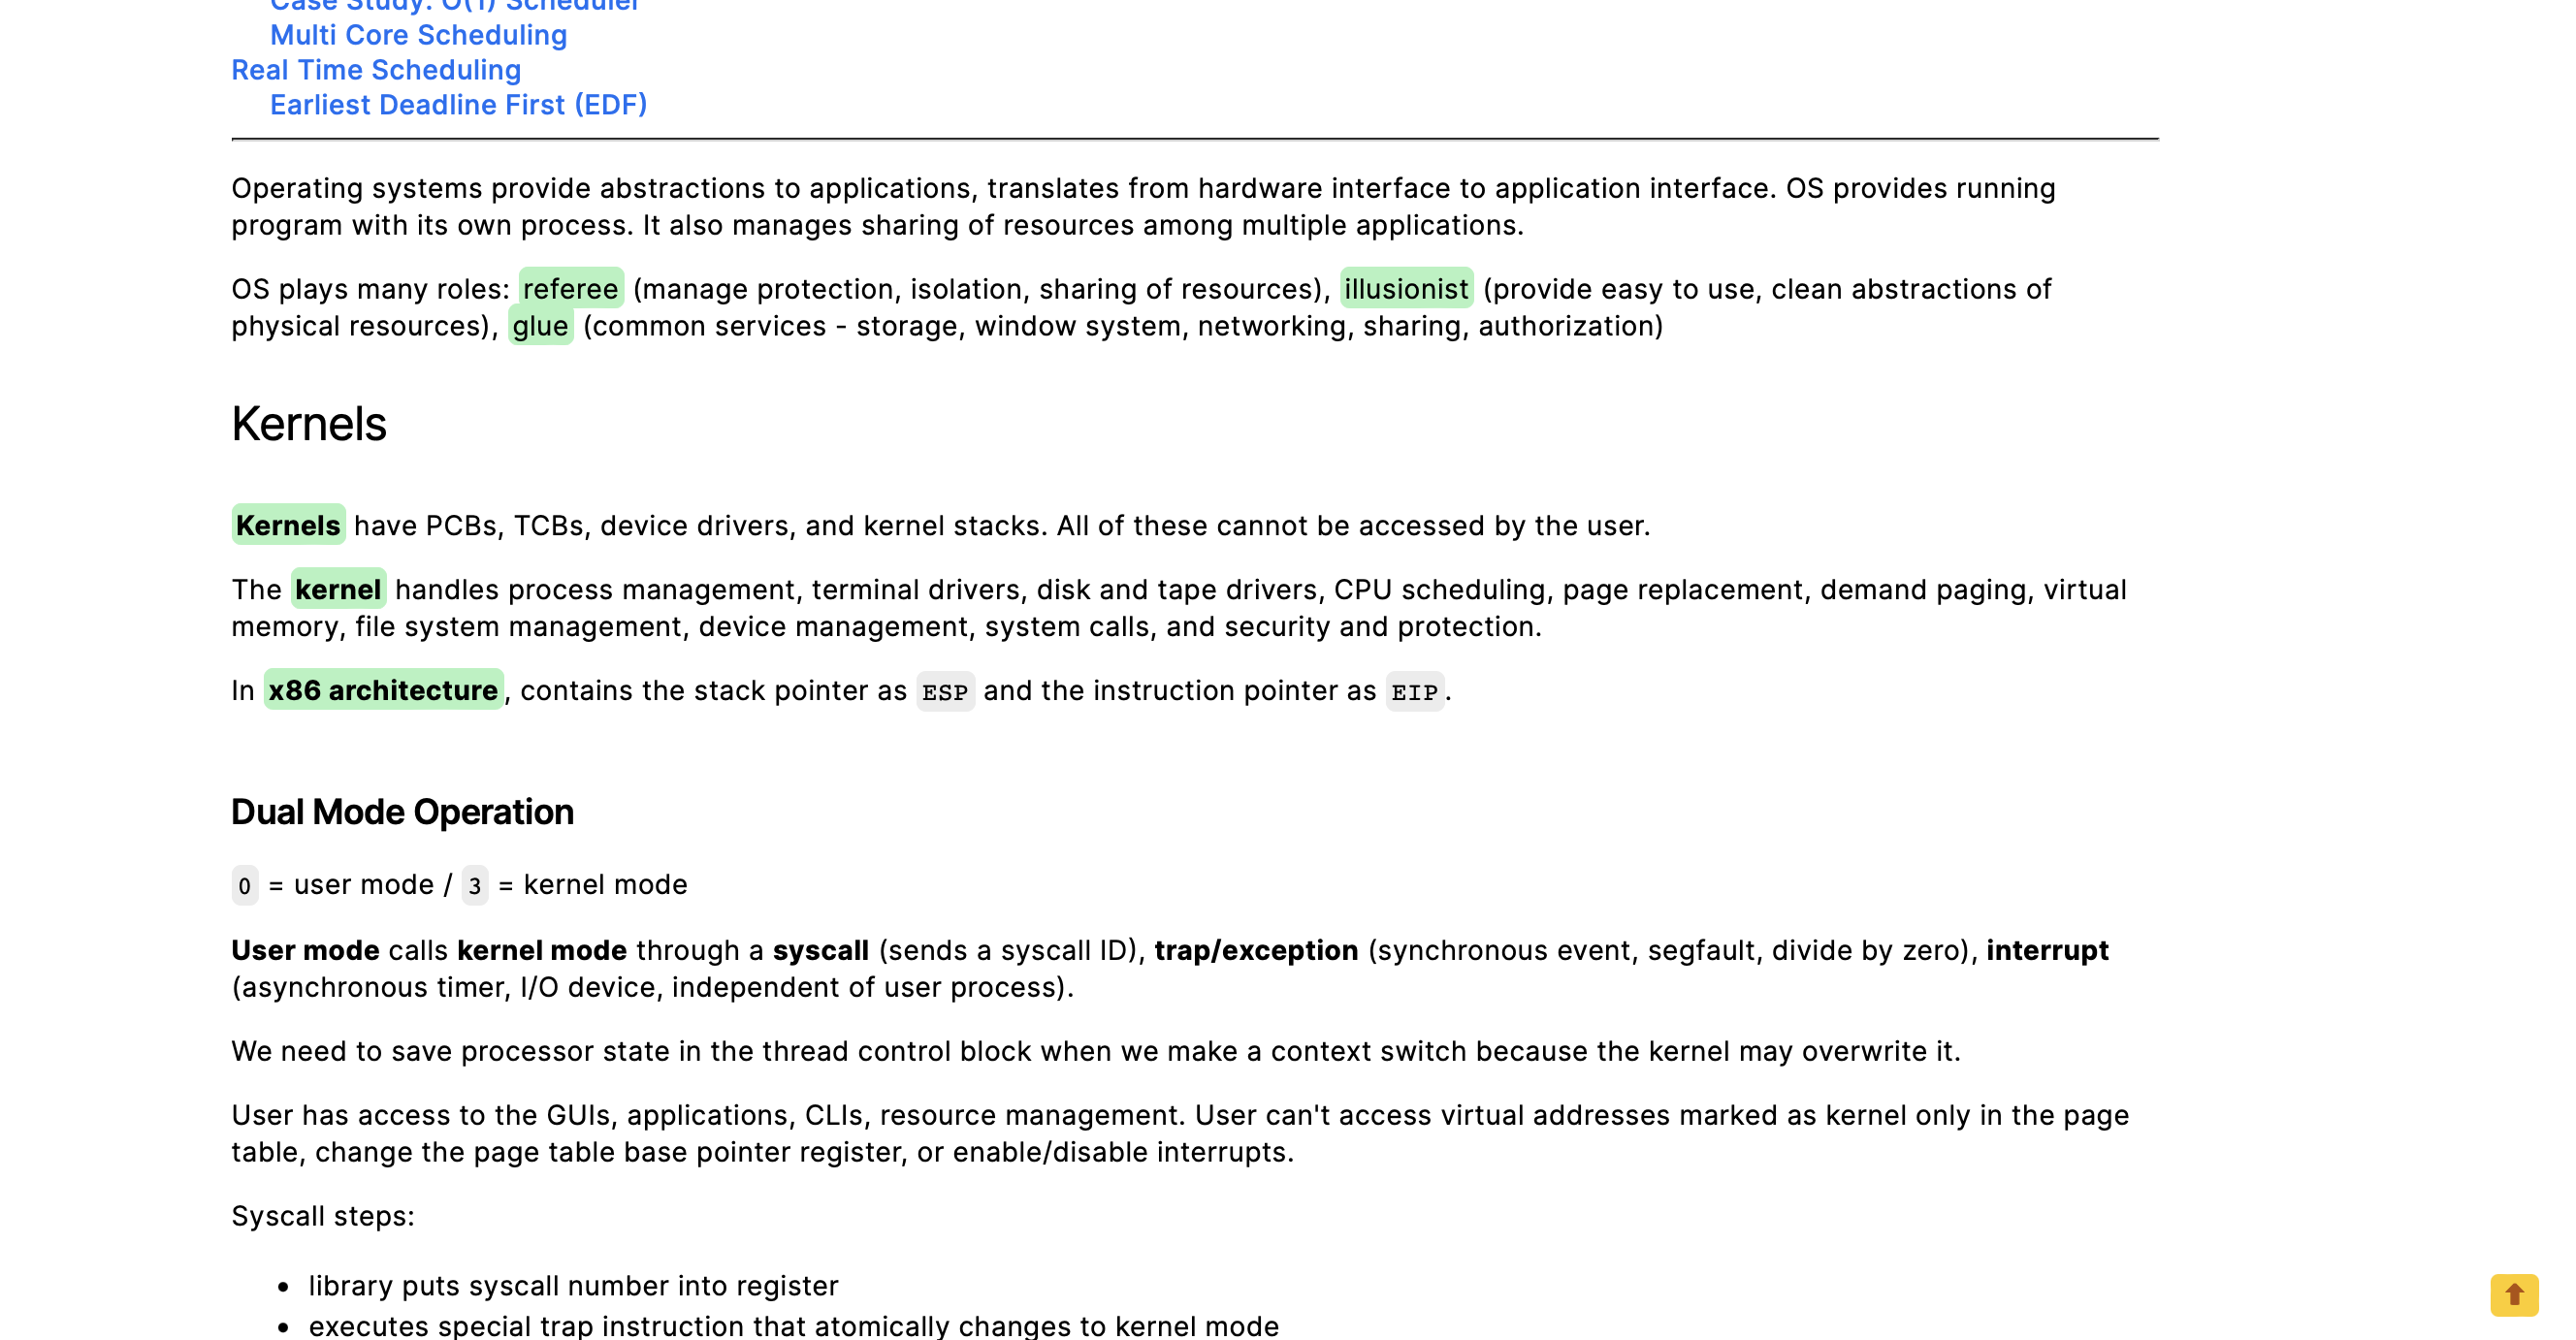 Case Study: O(1) Scheduler
Multi Core Scheduling
Real Time Scheduling
Earliest Deadline First (EDF)
Operating systems provide abstractions to applications, translates from hardware interface to application interface. OS provides running
program with its own process. It also manages sharing of resources among multiple applications.
OS plays many roles: referee (manage protection, isolation, sharing of resources), illusionist (provide easy to use, clean abstractions of
physical resources), glue (common services - storage, window system, networking, sharing, authorization)
Kernels
Kernels have PCBs, TCBs, device drivers, and kernel stacks. All of these cannot be accessed by the user.
The kernel handles process management, terminal drivers, disk and tape drivers, CPU scheduling, page replacement, demand paging, virtual
memory, file system management, device management, system calls, and security and protection.
In x86 architecture, contains the stack pointer as ESP and the instruction pointer as EIP.
Dual Mode Operation
0 = user mode / 3 = kernel mode
User mode calls kernel mode through a syscall (sends a syscall ID), trap/exception (synchronous event, segfault, divide by zero), interrupt
(asynchronous timer, I/O device, independent of user process).
We need to save processor state in the thread control block when we make a context switch because the kernel may overwrite it.
User has access to the GUIs, applications, CLIs, resource management. User can't access virtual addresses marked as kernel only in the page
table, change the page table base pointer register, or enable/disable interrupts.
Syscall steps:
• library puts syscall number into register
• executes special trap instruction that atomically changes to kernel mode